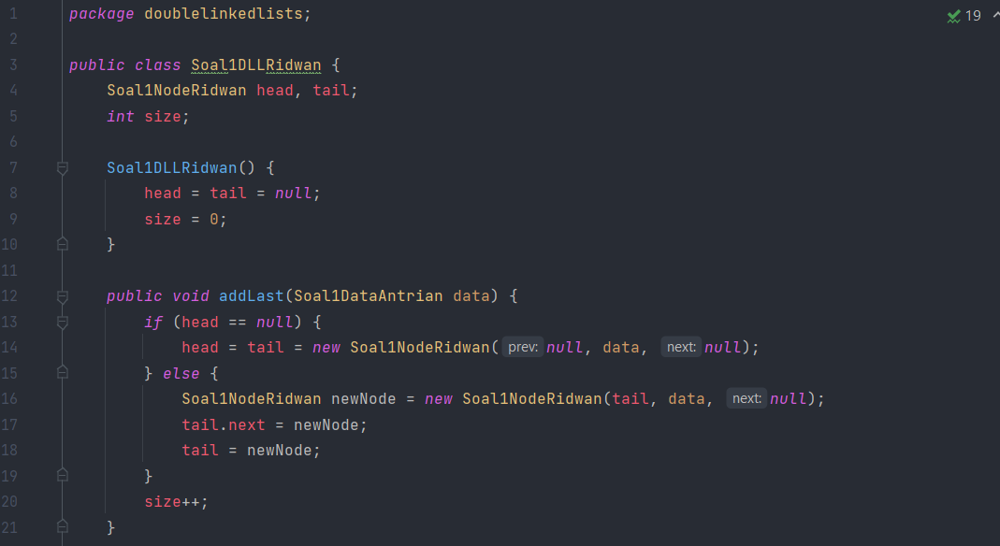 1 package doublelinkedlists; 19
2
3 public class Soal1DLLRidwan {
4     Soal1NodeRidwan head, tail;
5     int size;
6
7     Soal1DLLRidwan() {
8         head = tail = null;
9         size = 0;
10     }
11
12     public void addLast(Soal1DataAntrian data) {
13         if (head == null) {
14             head = tail = new Soal1NodeRidwan( prev: null, data, next: null);
15         } else {
16             Soal1NodeRidwan newNode = new Soal1NodeRidwan(tail, data, next: null);
17             tail.next = newNode;
18             tail = newNode;
19         }
20         size++;
21     }